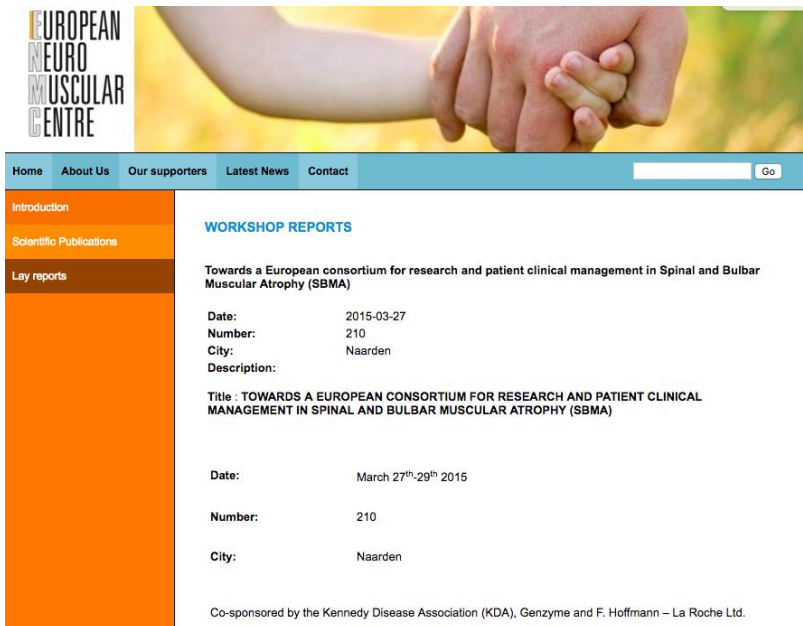 EUROPEAN
NEURO
MUSCULAR
CENTRE
Home About Us Our supporters Latest News Contact Go
Introduction
Scientific Publications
Lay reports
WORKSHOP REPORTS
Towards a European consortium for research and patient clinical management in Spinal and Bulbar
Muscular Atrophy (SBMA)
Date: 2015-03-27
Number: 210
City: Naarden
Description:
Title : TOWARDS A EUROPEAN CONSORTIUM FOR RESEARCH AND PATIENT CLINICAL
MANAGEMENT IN SPINAL AND BULBAR MUSCULAR ATROPHY (SBMA)
Date: March 27th-29th 2015
Number: 210
City: Naarden
Co-sponsored by the Kennedy Disease Association (KDA), Genzyme and F. Hoffmann – La Roche Ltd.